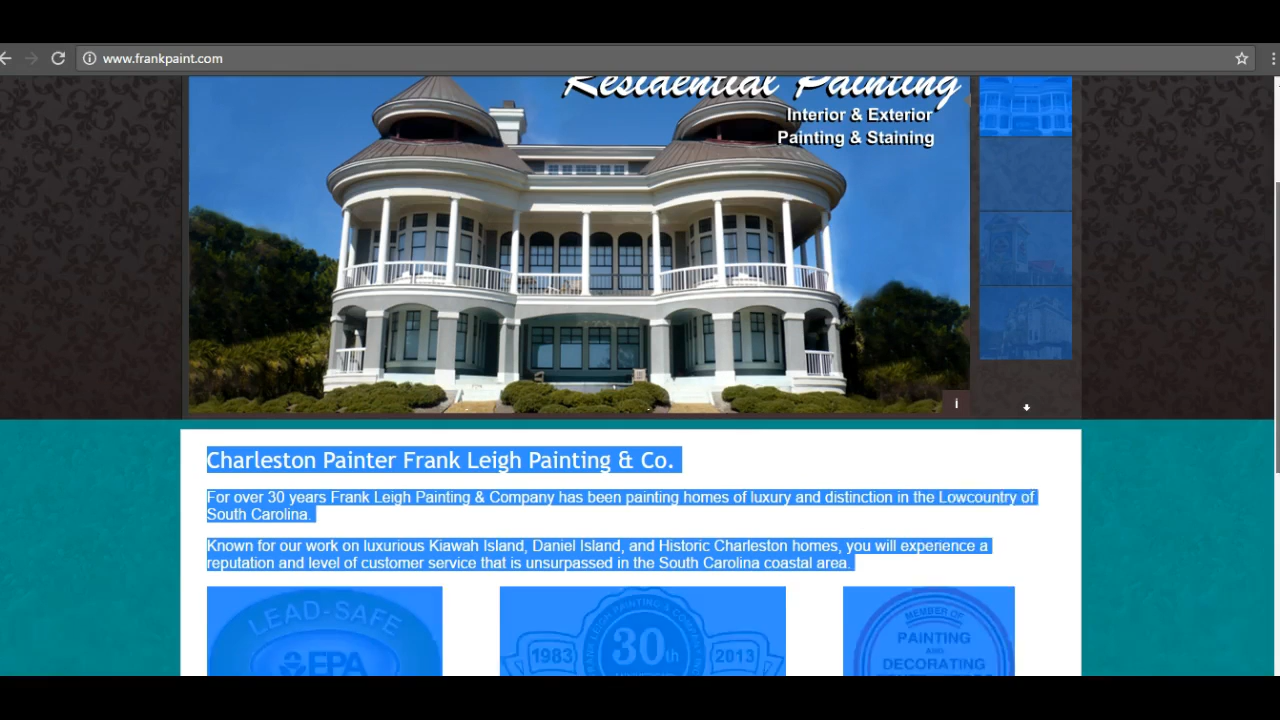 www.frankpaint.com
Residential Painting
Interior & Exterior
Painting & Staining
i
Charleston Painter Frank Leigh Painting & Co.
For over 30 years Frank Leigh Painting & Company has been painting homes of luxury and distinction in the Lowcountry of
South Carolina.
Known for our work on luxurious Kiawah Island, Daniel Island, and Historic Charleston homes, you will experience a
reputation and level of customer service that is unsurpassed in the South Carolina coastal area.
LEAD-SAFE
EPA
LEIGH PAINTING & COMPANY
1983
30th
2013
MEMBER OF
PAINTING
AND
DECORATING